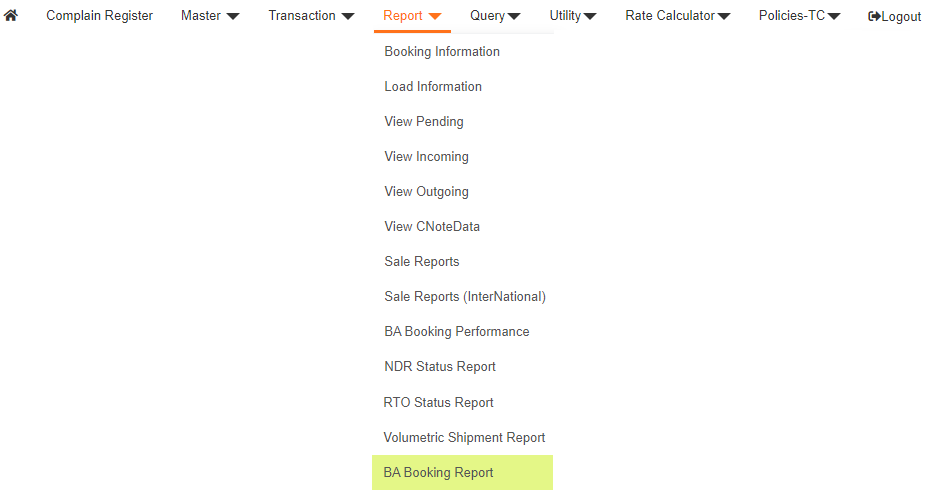 Complain Register Master Transaction Report Query Utility Rate Calculator Policies-TC Logout
Booking Information
Load Information
View Pending
View Incoming
View Outgoing
View CNoteData
Sale Reports
Sale Reports (InterNational)
BA Booking Performance
NDR Status Report
RTO Status Report
Volumetric Shipment Report
BA Booking Report